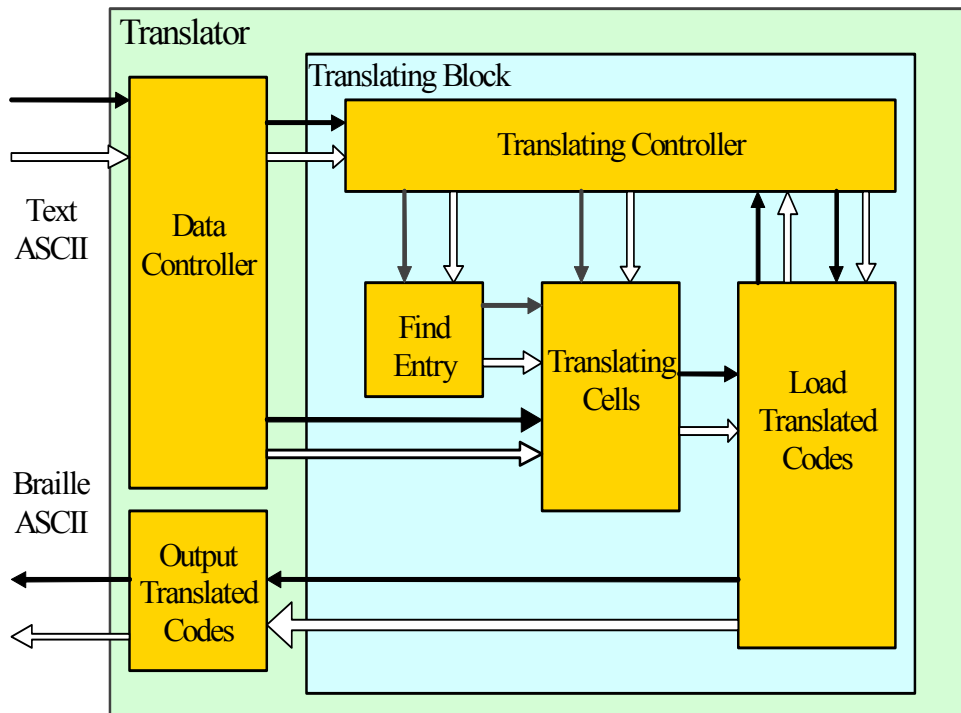 Translator
Translating Block
Translating Controller
Text
ASCII
Data
Controller
Find
Entry
Translating
Cells
Load
Translated
Codes
Braille
ASCII
Output
Translated
Codes